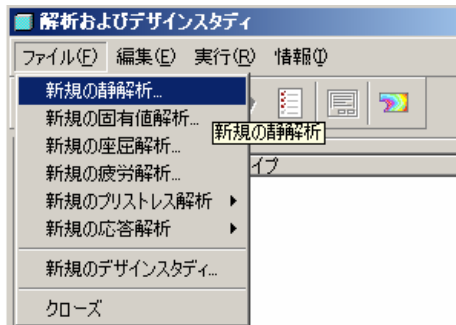 解析およびデザインスタディ
ファイル(F) 編集(E) 実行(R) 情報(I)
新規の静解析...
新規の固有値解析...
新規の静解析
新規の座屈解析...
イプ
新規の疲労解析...
新規のプリストレス解析
新規の応答解析
新規のデザインスタディ...
クローズ